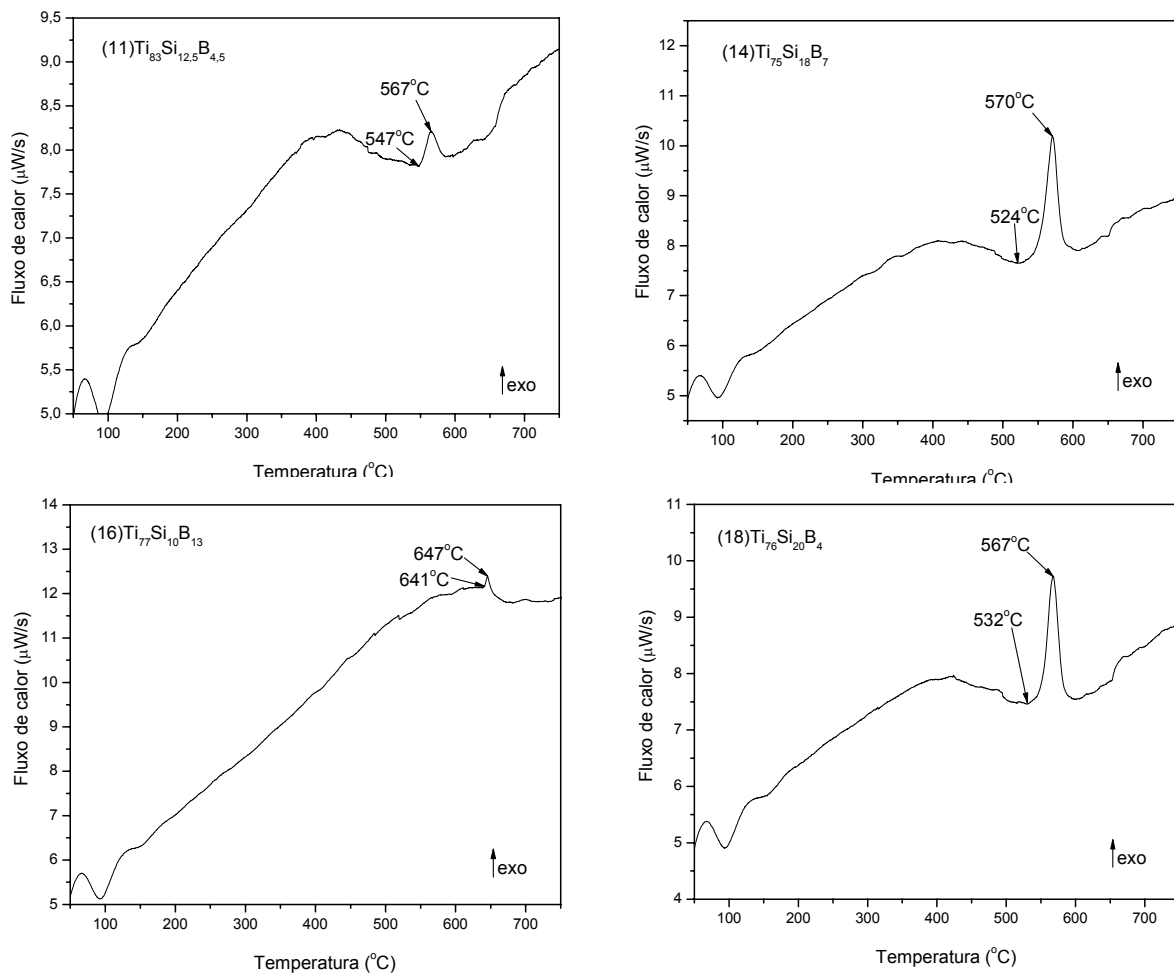 (11)Ti83Si12,5B4,5
9,5
9,0
8,5
8,0
7,5
7,0
6,5
6,0
5,5
5,0
Fluxo de calor (μW/s)
567°C
547°C
exo
100 200 300 400 500 600 700
Temperatura (°C)
(14)Ti75Si18B7
12
11
10
9
8
7
6
5
Fluxo de calor (μW/s)
570°C
524°C
exo
100 200 300 400 500 600 700
Temperatura (°C)
(16)Ti77Si10B13
14
13
12
11
10
9
8
7
6
5
Fluxo de calor (μW/s)
647°C
641°C
exo
100 200 300 400 500 600 700
Temperatura (°C)
(18)Ti76Si20B4
11
10
9
8
7
6
5
4
Fluxo de calor (μW/s)
567°C
532°C
exo
100 200 300 400 500 600 700
Temperatura (°C)